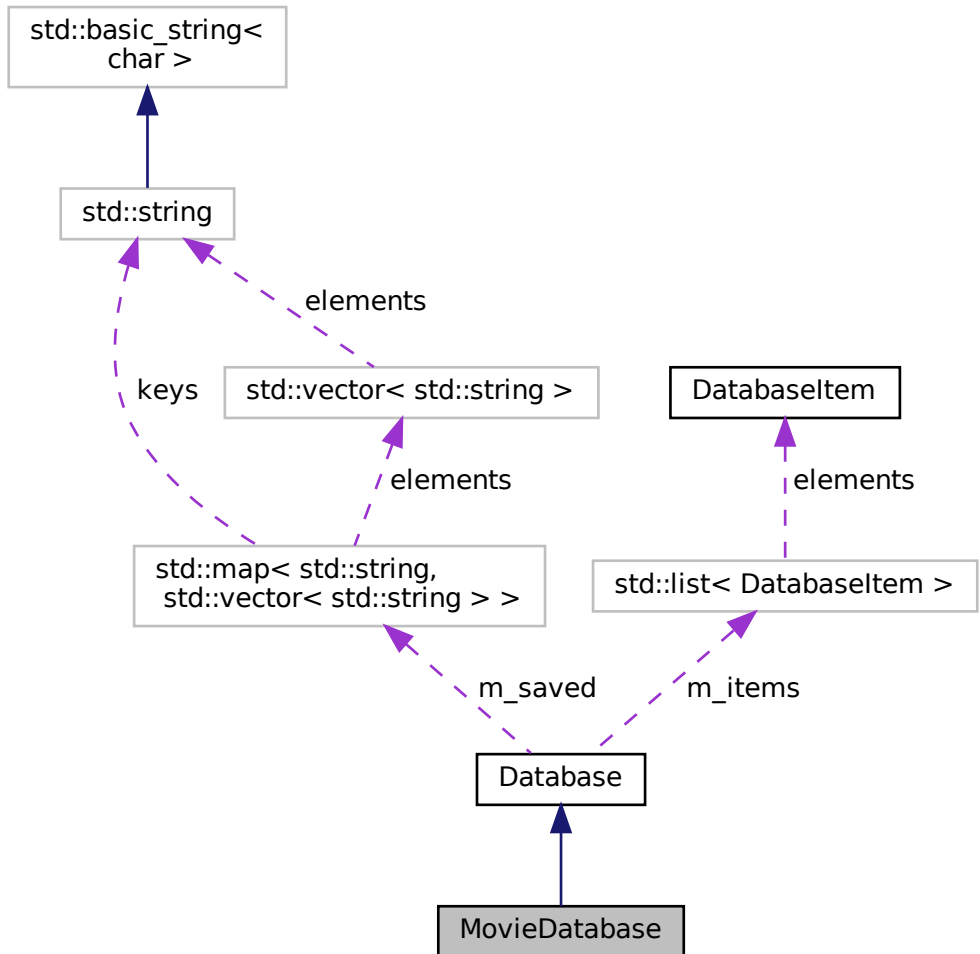 std::basic_string<
char >
std::string
elements
keys
std::vector< std::string >
DatabaseItem
elements
elements
std::map< std::string,
std::vector< std::string > >
std::list< DatabaseItem >
m_saved
m_items
Database
MovieDatabase